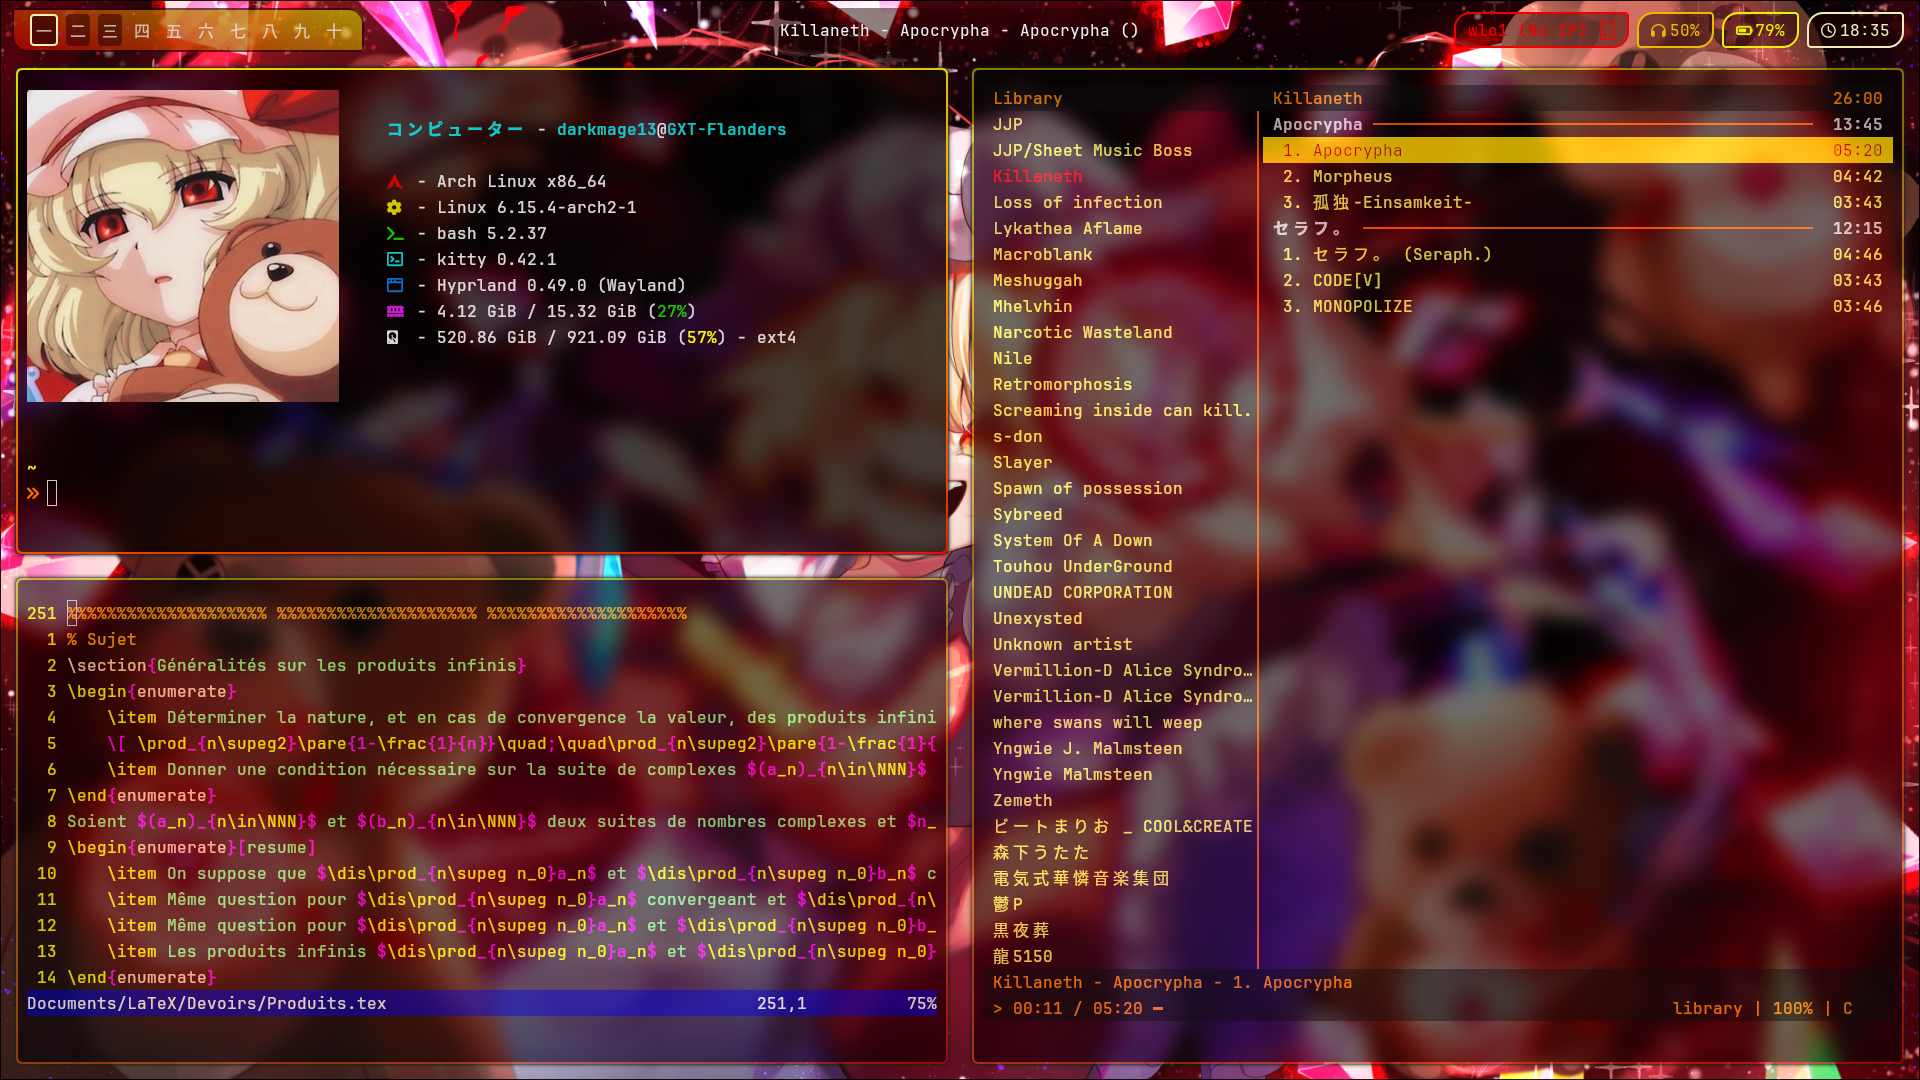 一 二 三 四 五 六 七 八 九 十
Killaneth - Apocrypha - Apocrypha ()
wlo1 (No IP)
50%
79%
18:35
コンピューター - darkmage13@GXT-Flanders
- Arch Linux x86_64
- Linux 6.15.4-arch2-1
- bash 5.2.37
- kitty 0.42.1
- Hyprland 0.49.0 (Wayland)
- 4.12 GiB / 15.32 GiB (27%)
- 520.86 GiB / 921.09 GiB (57%) - ext4
~
»
251 %%%%%%%%%%%%%%%%%%%% %%%%%%%%%%%%%%%%%%%% %%%%%%%%%%%%%%%%%%%%
1 % Sujet
2 \section{Généralités sur les produits infinis}
3 \begin{enumerate}
4 \item Déterminer la nature, et en cas de convergence la valeur, des produits infini
5 \[ \prod_{n\supeg2}\pare{1-\frac{1}{n}}\quad;\quad\prod_{n\supeg2}\pare{1-\frac{1}{
6 \item Donner une condition nécessaire sur la suite de complexes $(a_n)_{n\in\NNN}$
7 \end{enumerate}
8 Soient $(a_n)_{n\in\NNN}$ et $(b_n)_{n\in\NNN}$ deux suites de nombres complexes et $n_
9 \begin{enumerate}[resume]
10 \item On suppose que $\dis\prod_{n\supeg n_0}a_n$ et $\dis\prod_{n\supeg n_0}b_n$ c
11 \item Même question pour $\dis\prod_{n\supeg n_0}a_n$ convergeant et $\dis\prod_{n\
12 \item Même question pour $\dis\prod_{n\supeg n_0}a_n$ et $\dis\prod_{n\supeg n_0}b_
13 \item Les produits infinis $\dis\prod_{n\supeg n_0}a_n$ et $\dis\prod_{n\supeg n_0}
14 \end{enumerate}
Documents/LaTeX/Devoirs/Produits.tex 251,1 75%
Library
JJP
JJP/Sheet Music Boss
Killaneth
Loss of infection
Lykathea Aflame
Macroblank
Meshuggah
Mhelvhin
Narcotic Wasteland
Nile
Retromorphosis
Screaming inside can kill.
s-don
Slayer
Spawn of possession
Sybreed
System Of A Down
Touhou UnderGround
UNDEAD CORPORATION
Unexysted
Unknown artist
Vermillion-D Alice Syndro…
Vermillion-D Alice Syndro…
where swans will weep
Yngwie J. Malmsteen
Yngwie Malmsteen
Zemeth
ビートまりお _ COOL&CREATE
森下うたた
電気式華憐音楽集団
鬱P
黒夜葬
龍5150
Killaneth 26:00
Apocrypha 13:45
1. Apocrypha 05:20
2. Morpheus 04:42
3. 孤独-Einsamkeit- 03:43
セラフ。 12:15
1. セラフ。 (Seraph.) 04:46
2. CODE[V] 03:43
3. MONOPOLIZE 03:46
Killaneth - Apocrypha - 1. Apocrypha
> 00:11 / 05:20 library | 100% | C